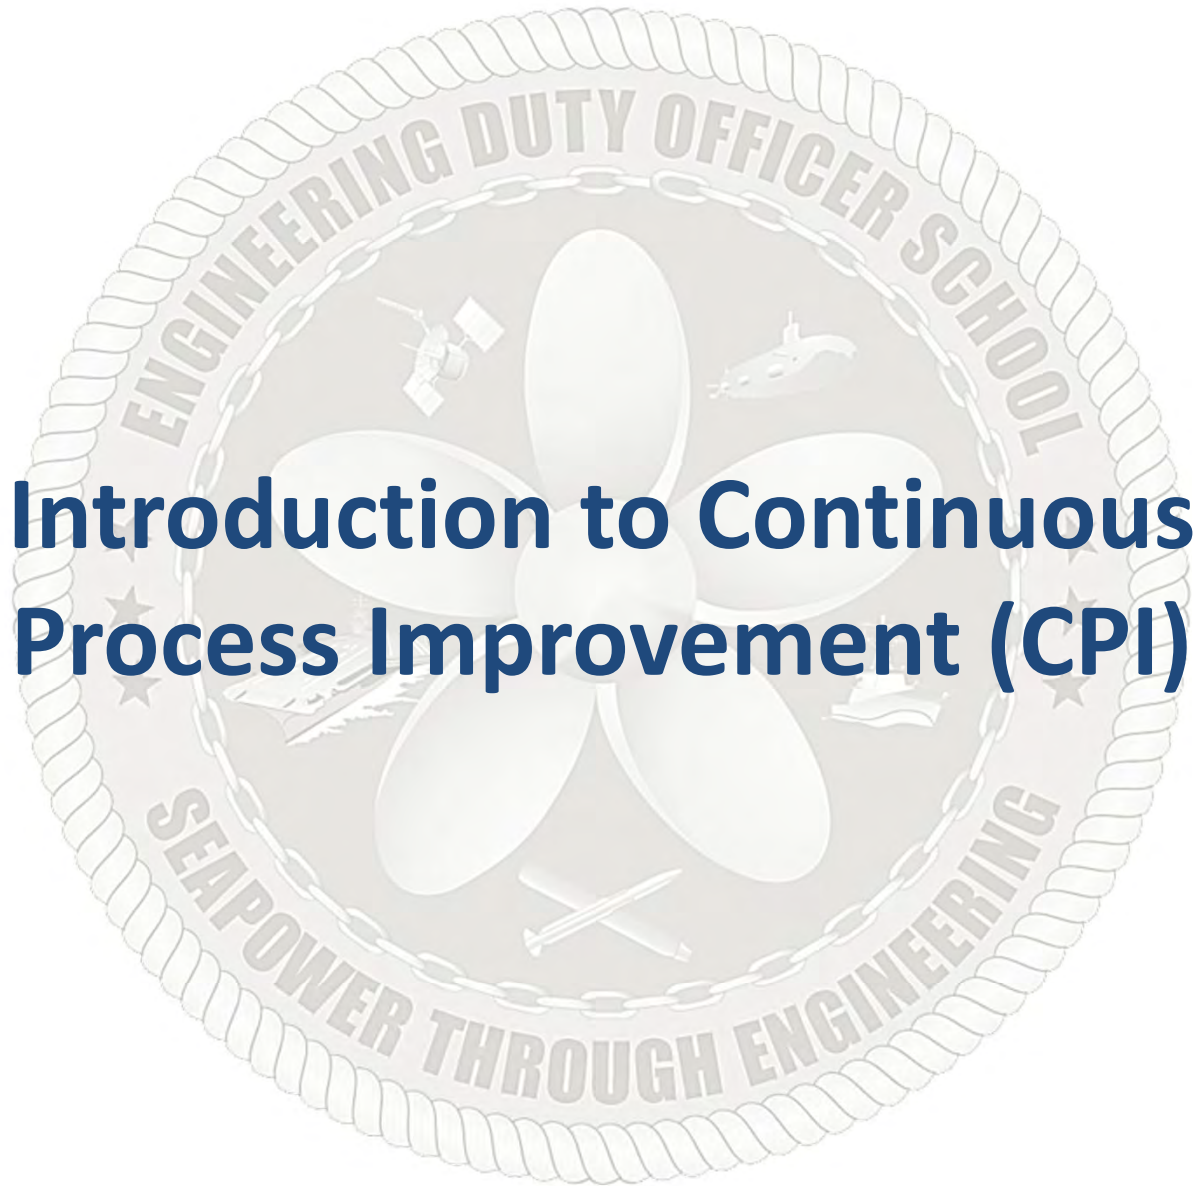 ENGINEERING DUTY OFFICER SCHOOL
Introduction to Continuous
Process Improvement (CPI)
SEAPOWER THROUGH ENGINEERING